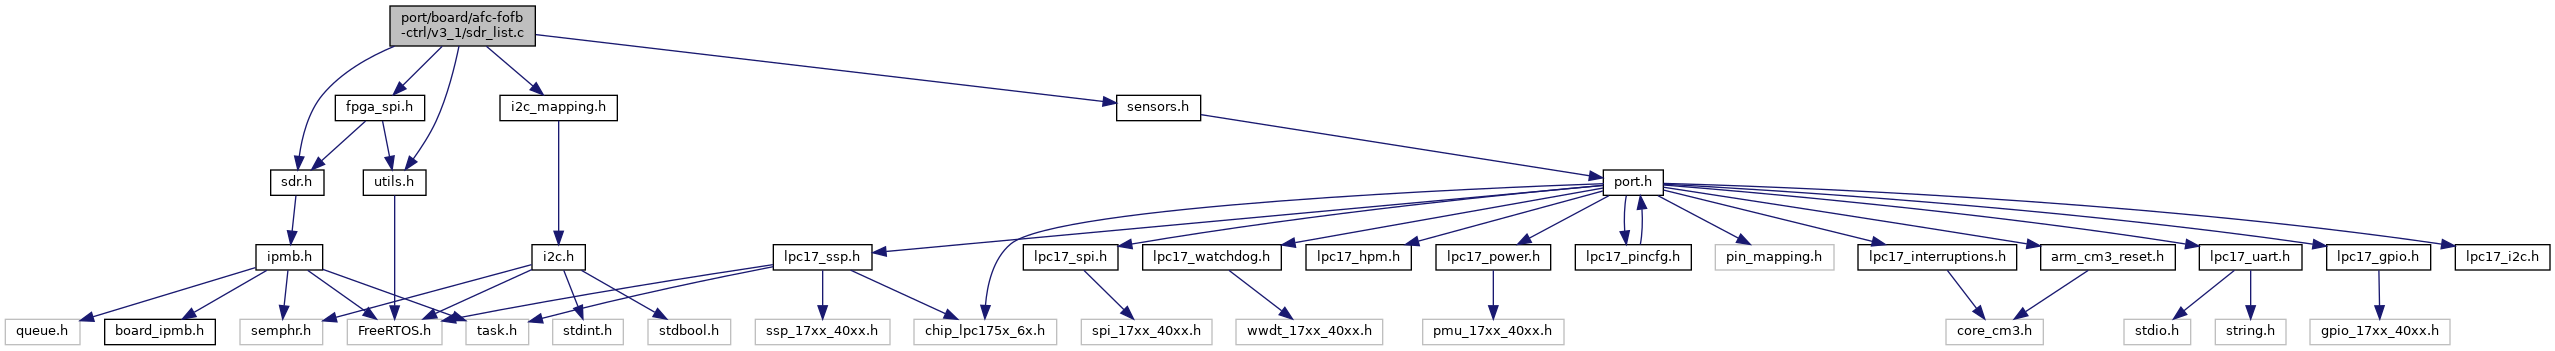 port/board/afc-fofb
-ctrl/v3_1/sdr_list.c
fpga_spi.h
i2c_mapping.h
sensors.h
sdr.h
utils.h
port.h
ipmb.h
i2c.h
lpc17_ssp.h
lpc17_spi.h
lpc17_watchdog.h
lpc17_hpm.h
lpc17_power.h
lpc17_pincfg.h
pin_mapping.h
lpc17_interruptions.h
arm_cm3_reset.h
lpc17_uart.h
lpc17_gpio.h
lpc17_i2c.h
queue.h
board_ipmb.h
semphr.h
FreeRTOS.h
task.h
stdint.h
stdbool.h
ssp_17xx_40xx.h
chip_lpc175x_6x.h
spi_17xx_40xx.h
wwdt_17xx_40xx.h
pmu_17xx_40xx.h
core_cm3.h
stdio.h
string.h
gpio_17xx_40xx.h